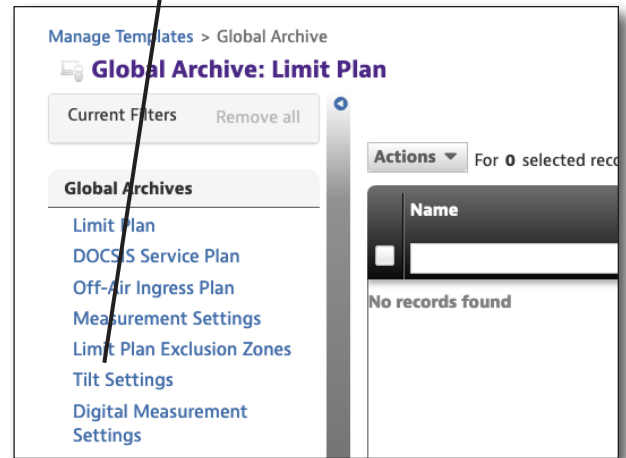 Manage Templates > Global Archive
Global Archive: Limit Plan
Current Filters Remove all
Actions For 0 selected reco
Global Archives
Name
Limit Plan
DOCSIS Service Plan
Off-Air Ingress Plan
No records found
Measurement Settings
Limit Plan Exclusion Zones
Tilt Settings
Digital Measurement
Settings